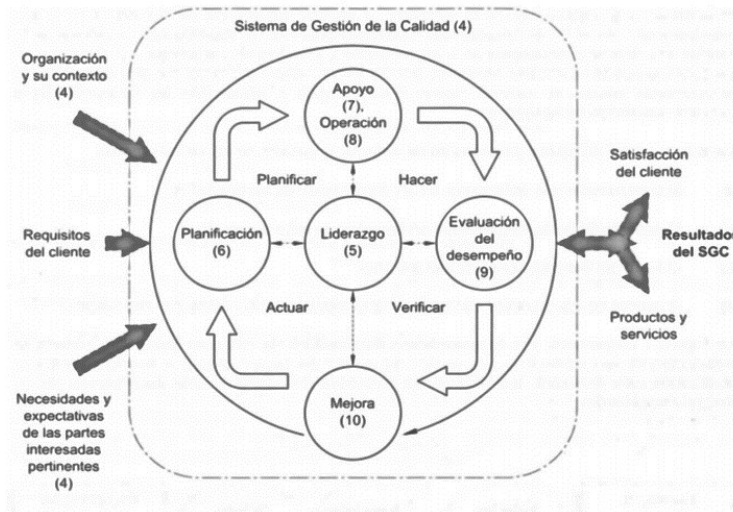 Sistema de Gestión de la Calidad (4)
Organización
y su contexto
(4)
Apoyo
(7),
Operación
(8)
Planificar
Hacer
Satisfacción
del cliente
Requisitos
del cliente
Planificación
(6)
Liderazgo
(5)
Evaluación
del
desempeño
(9)
Resultados
del SGC
Actuar
Verificar
Productos y
servicios
Mejora
(10)
Necesidades y
expectativas
de las partes
interesadas
pertinentes
(4)